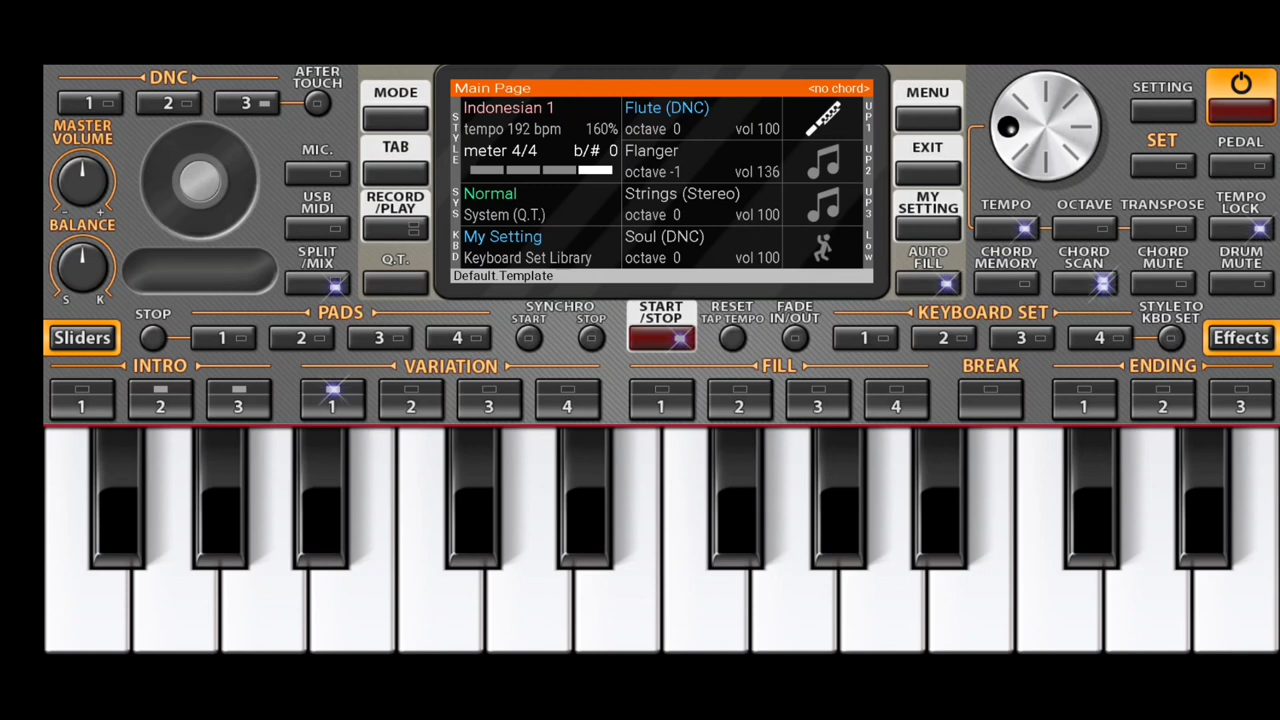 DNC
AFTER
TOUCH
1
2
3
MASTER
VOLUME
- +
BALANCE
S K
MIC.
USB
MIDI
SPLIT
/MIX
MODE
TAB
RECORD
/PLAY
Q.T.
Main Page <no chord>
STYLE
Indonesian 1
tempo 192 bpm 160%
meter 4/4 b/# 0
SYS
Normal
System (Q.T.)
KBD
My Setting
Keyboard Set Library
Flute (DNC)
octave 0 vol 100
UP1
Flanger
octave -1 vol 136
UP2
Strings (Stereo)
octave 0 vol 100
UP3
Soul (DNC)
octave 0 vol 100
Low
Default.Template
MENU
EXIT
MY
SETTING
AUTO
FILL
SETTING
SET
PEDAL
TEMPO
OCTAVE
TRANSPOSE
TEMPO
LOCK
CHORD
MEMORY
CHORD
SCAN
CHORD
MUTE
DRUM
MUTE
Sliders
STOP
PADS
1
2
3
4
SYNCHRO
START
STOP
START
/STOP
RESET
TAP TEMPO
FADE
IN/OUT
KEYBOARD SET
1
2
3
4
STYLE TO
KBD SET
Effects
INTRO
1
2
3
VARIATION
1
2
3
4
FILL
1
2
3
4
BREAK
ENDING
1
2
3